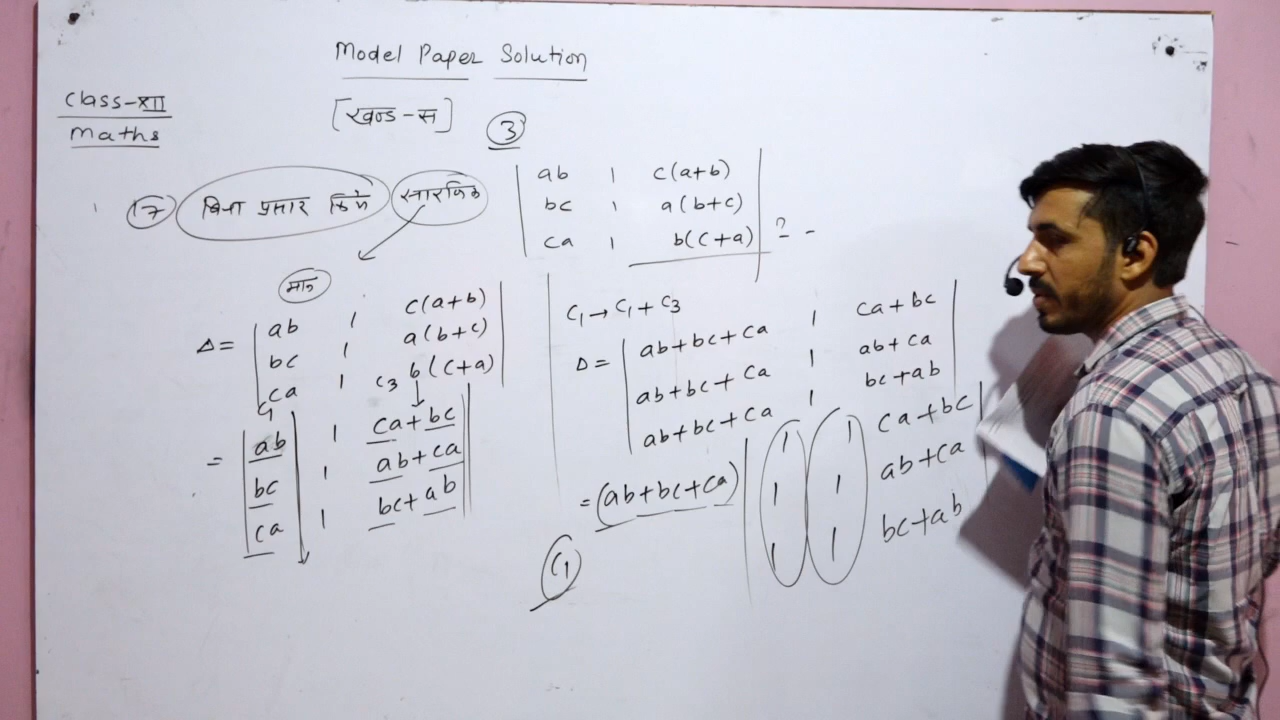 Model Paper Solution
Class-XII
Maths
[खण्ड-स]
3
17 बिना प्रसार किये सारणिक
ab 1 c(a+b)
bc 1 a(b+c)
ca 1 b(c+a) = -
मान
Δ = ab 1 c(a+b)
bc 1 a(b+c)
ca 1 b(c+a)
C1 C3
= ab 1 ca+bc
bc 1 ab+ca
ca 1 bc+ab
C1→C1+C3
Δ = ab+bc+ca 1 ca+bc
ab+bc+ca 1 ab+ca
ab+bc+ca 1 bc+ab
= (ab+bc+ca) 1 1 ca+bc
1 1 ab+ca
1 1 bc+ab
C1